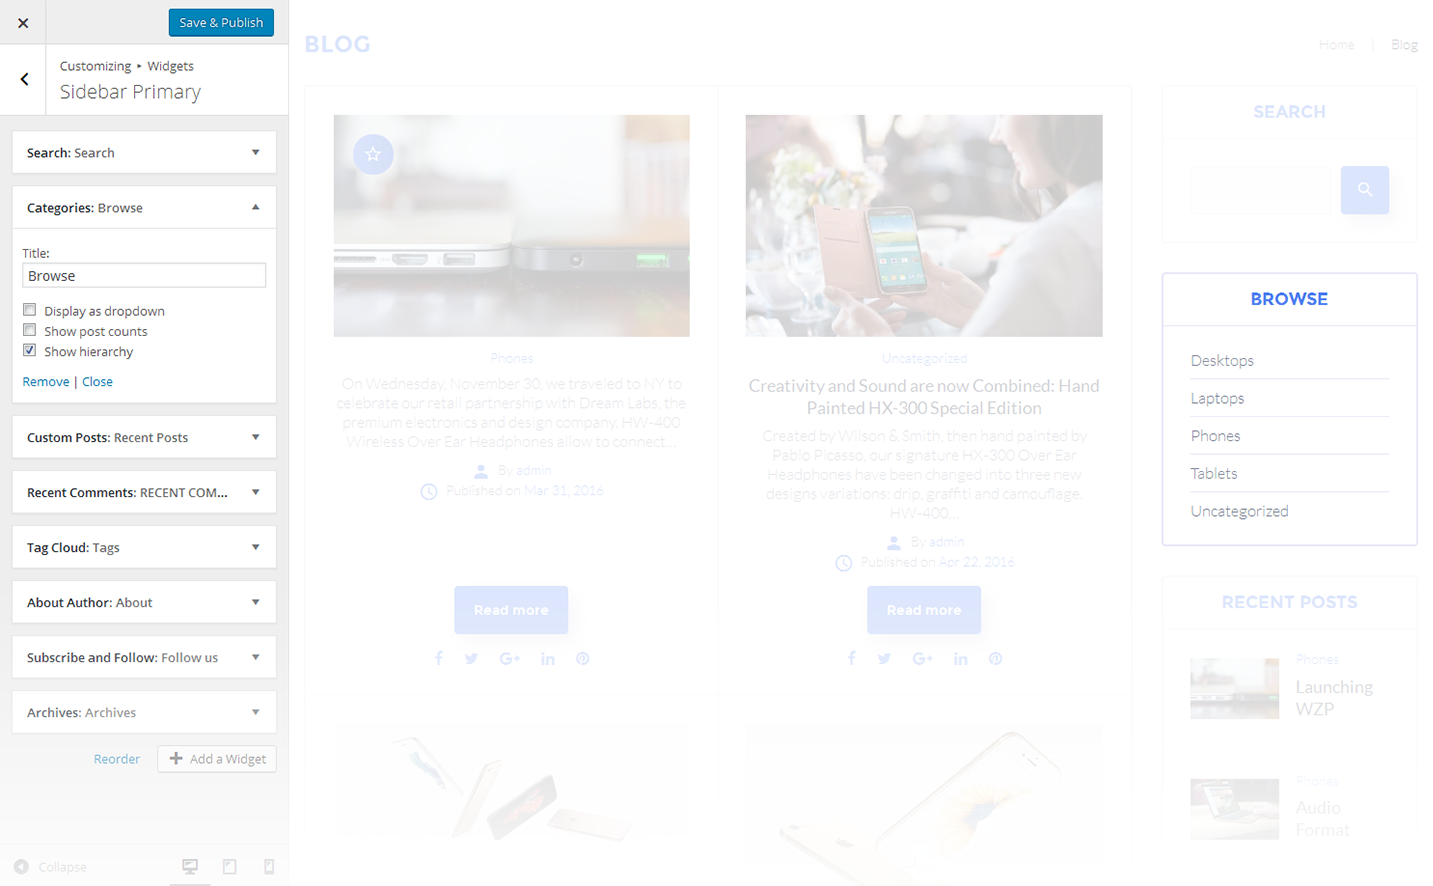 Save & Publish
Customizing ▸ Widgets
Sidebar Primary
Search: Search
Categories: Browse
Title:
Browse
Display as dropdown
Show post counts
Show hierarchy
Remove | Close
Custom Posts: Recent Posts
Recent Comments: RECENT COM...
Tag Cloud: Tags
About Author: About
Subscribe and Follow: Follow us
Archives: Archives
Reorder
Add a Widget
Collapse
BLOG
Home | Blog
Phones
On Wednesday, November 30, we traveled to NY to
celebrate our retail partnership with Dream Labs, the
premium electronics and design company. HW-400
Wireless Over Ear Headphones allow to connect...
By admin
Published on Mar 31, 2016
Read more
Uncategorized
Creativity and Sound are now Combined: Hand
Painted HX-300 Special Edition
Created by Wilson & Smith, then hand painted by
Pablo Picasso, our signature HX-300 Over Ear
Headphones have been changed into three new
designs variations: drip, graffiti and camouflage.
HW-400...
By admin
Published on Apr 22, 2016
Read more
SEARCH
BROWSE
Desktops
Laptops
Phones
Tablets
Uncategorized
RECENT POSTS
Phones
Launching
WZP
Phones
Audio
Format